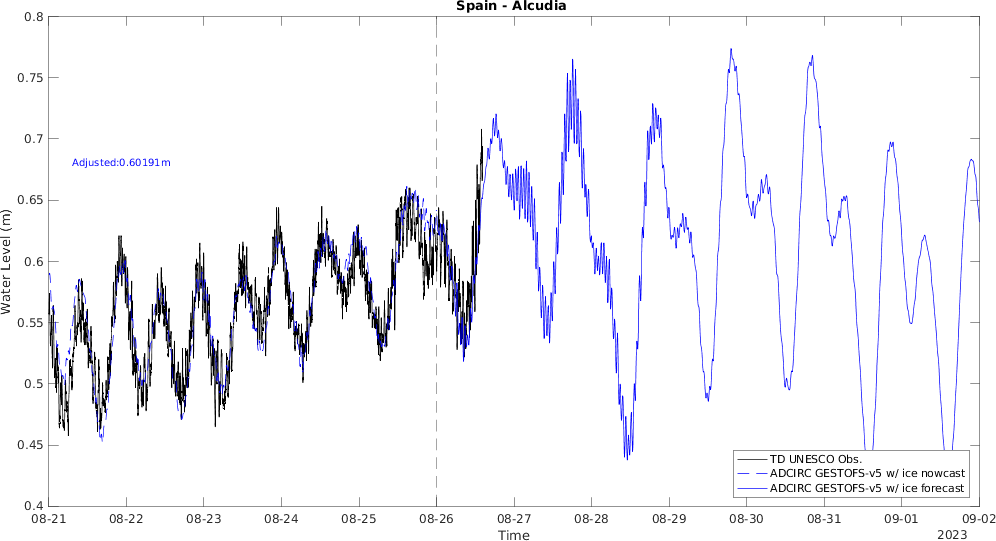 Spain - Alcudia
0.8
0.75
0.7
0.65
0.6
0.55
0.5
0.45
0.4
Water Level (m)
Adjusted:0.60191m
TD UNESCO Obs.
ADCIRC GESTOFS-v5 w/ ice nowcast
ADCIRC GESTOFS-v5 w/ ice forecast
08-21 08-22 08-23 08-24 08-25 08-26 08-27 08-28 08-29 08-30 08-31 09-01 09-02
Time
2023